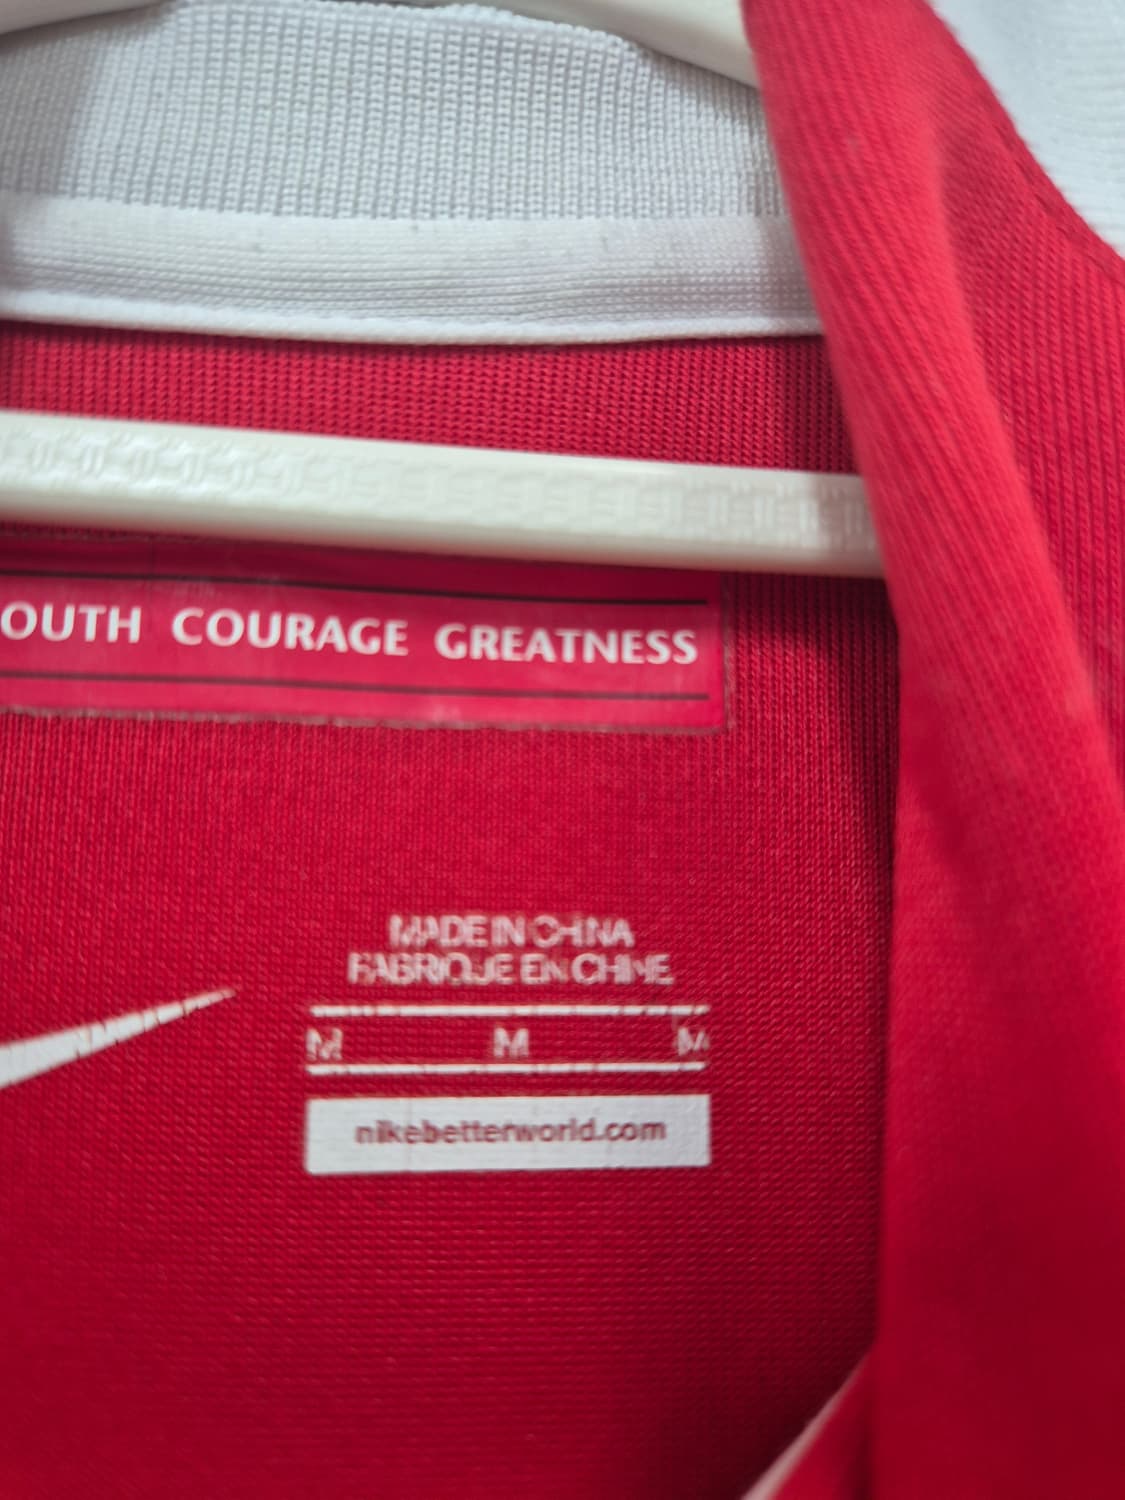 OUTH COURAGE GREATNESS
MADE IN CHINA
FABRIQUE EN CHINE
M M M
nikebetterworld.com